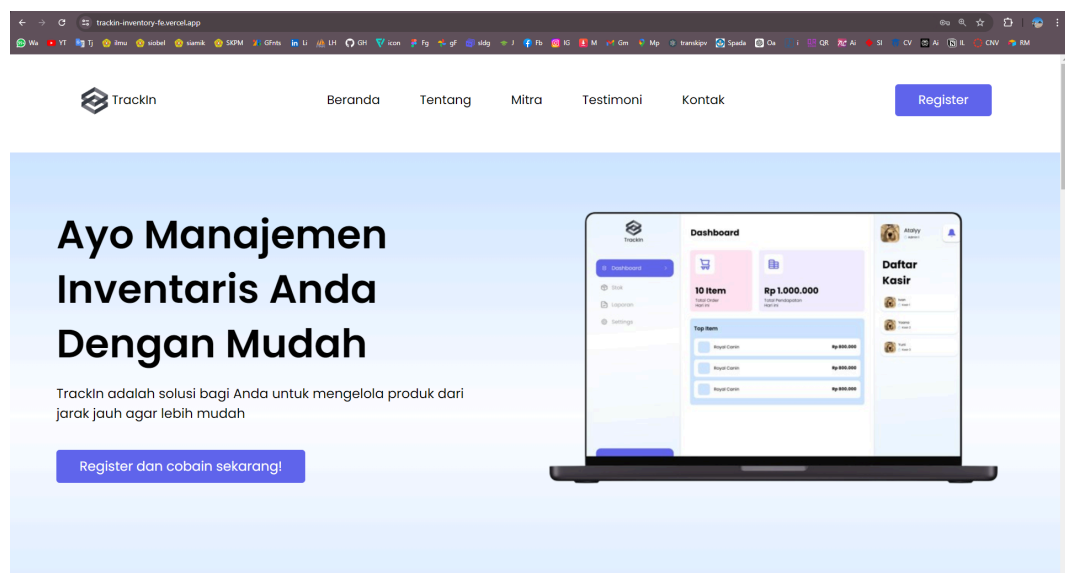 trackin-inventory-fe.vercel.app
Wa YT Tj ilmu siobel siamik SKPM GFnts Li LH GH icon Fg gF sldg J Fb IG M Gm Mp transkipv Spada Oa i QR Ai SI CV Ai IL CNV RM
TrackIn
Beranda Tentang Mitra Testimoni Kontak
Register
Ayo Manajemen
Inventaris Anda
Dengan Mudah
TrackIn adalah solusi bagi Anda untuk mengelola produk dari
jarak jauh agar lebih mudah
Register dan cobain sekarang!
TrackIn
Dashboard
Stok
Laporan
Settings
Dashboard
10 Item
Total Order
Hari ini
Rp 1.000.000
Total Pendapatan
Hari ini
Top Item
Royal Canin Rp 800.000
Royal Canin Rp 800.000
Royal Canin Rp 800.000
Atalyy
Daftar
Kasir